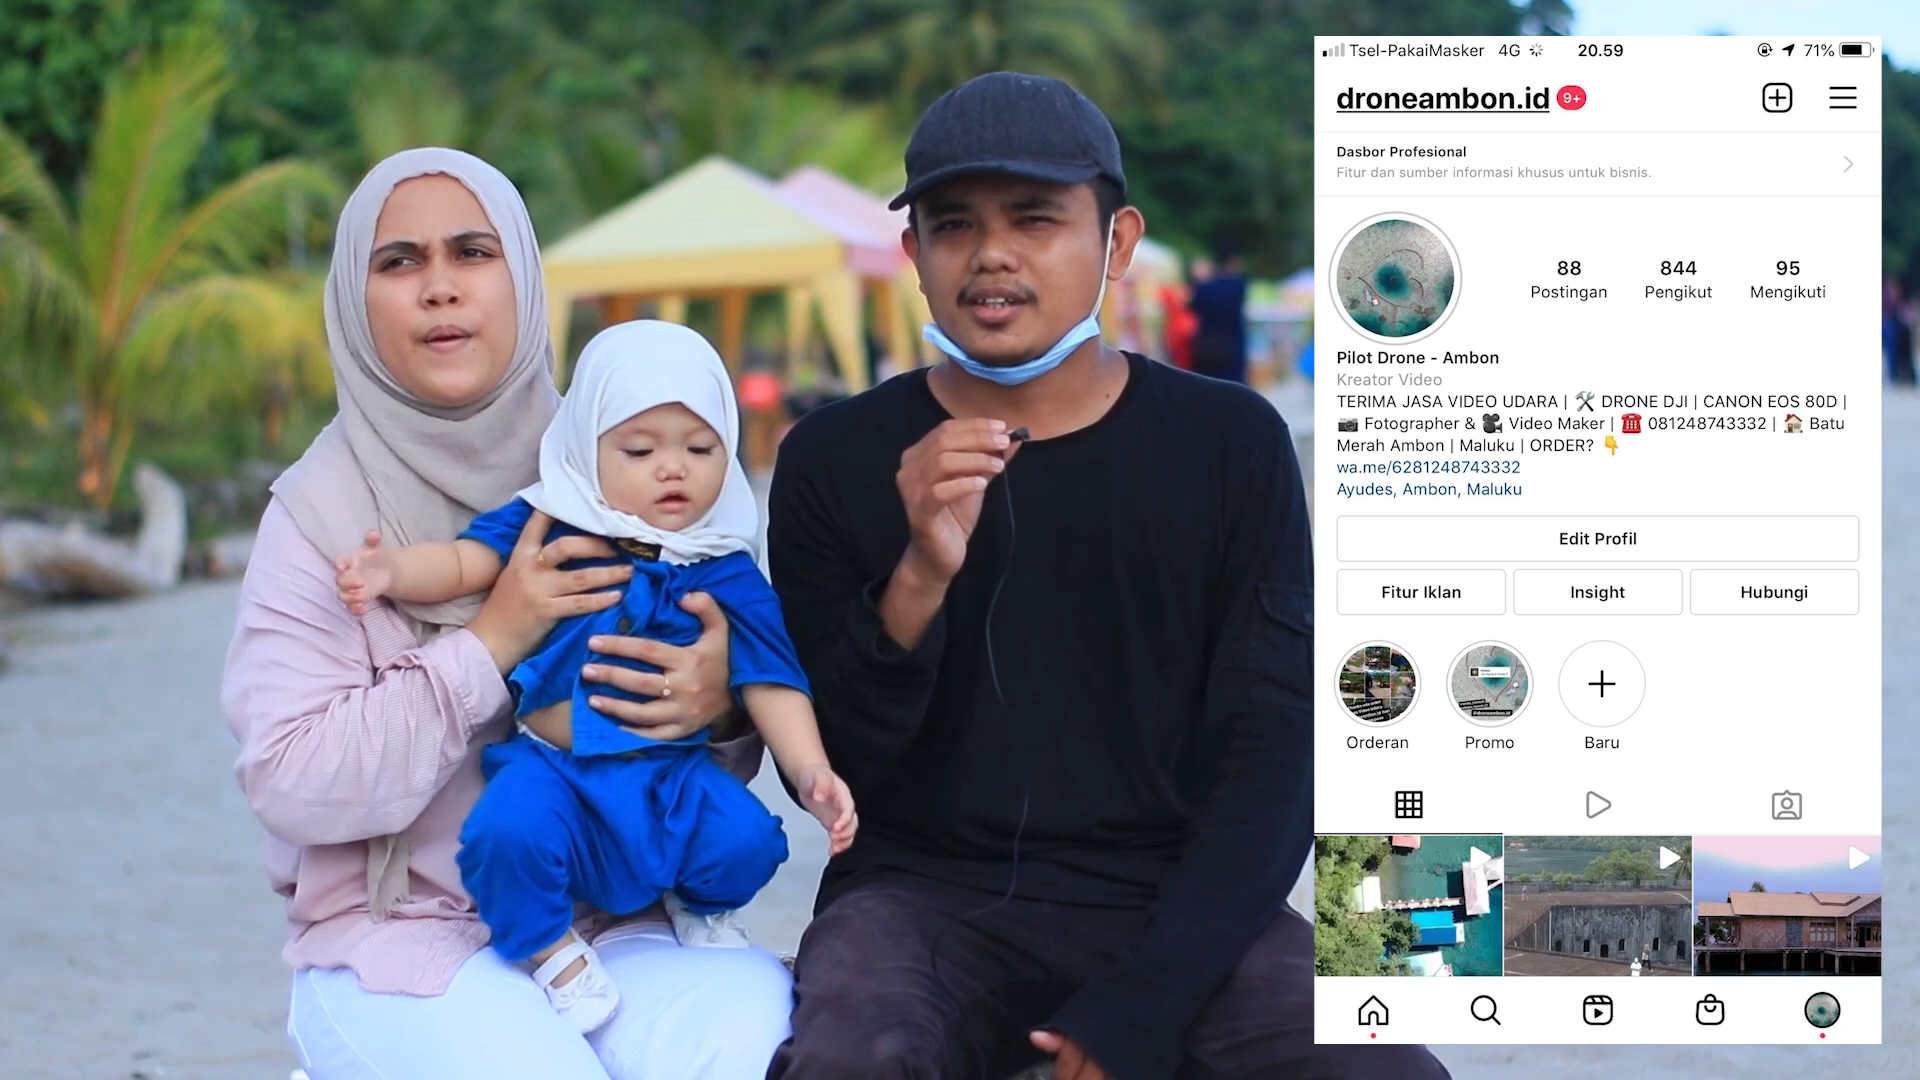 Tsel-PakaiMasker 4G 20.59 71%
droneambon.id 9+
Dasbor Profesional
Fitur dan sumber informasi khusus untuk bisnis.
88 844 95
Postingan Pengikut Mengikuti
Pilot Drone - Ambon
Kreator Video
TERIMA JASA VIDEO UDARA | 🛠 DRONE DJI | CANON EOS 80D |
📷 Fotographer & 🎥 Video Maker | ☎️ 081248743332 | 🏠 Batu
Merah Ambon | Maluku | ORDER? 👇
wa.me/6281248743332
Ayudes, Ambon, Maluku
Edit Profil
Fitur Iklan Insight Hubungi
Orderan Promo Baru